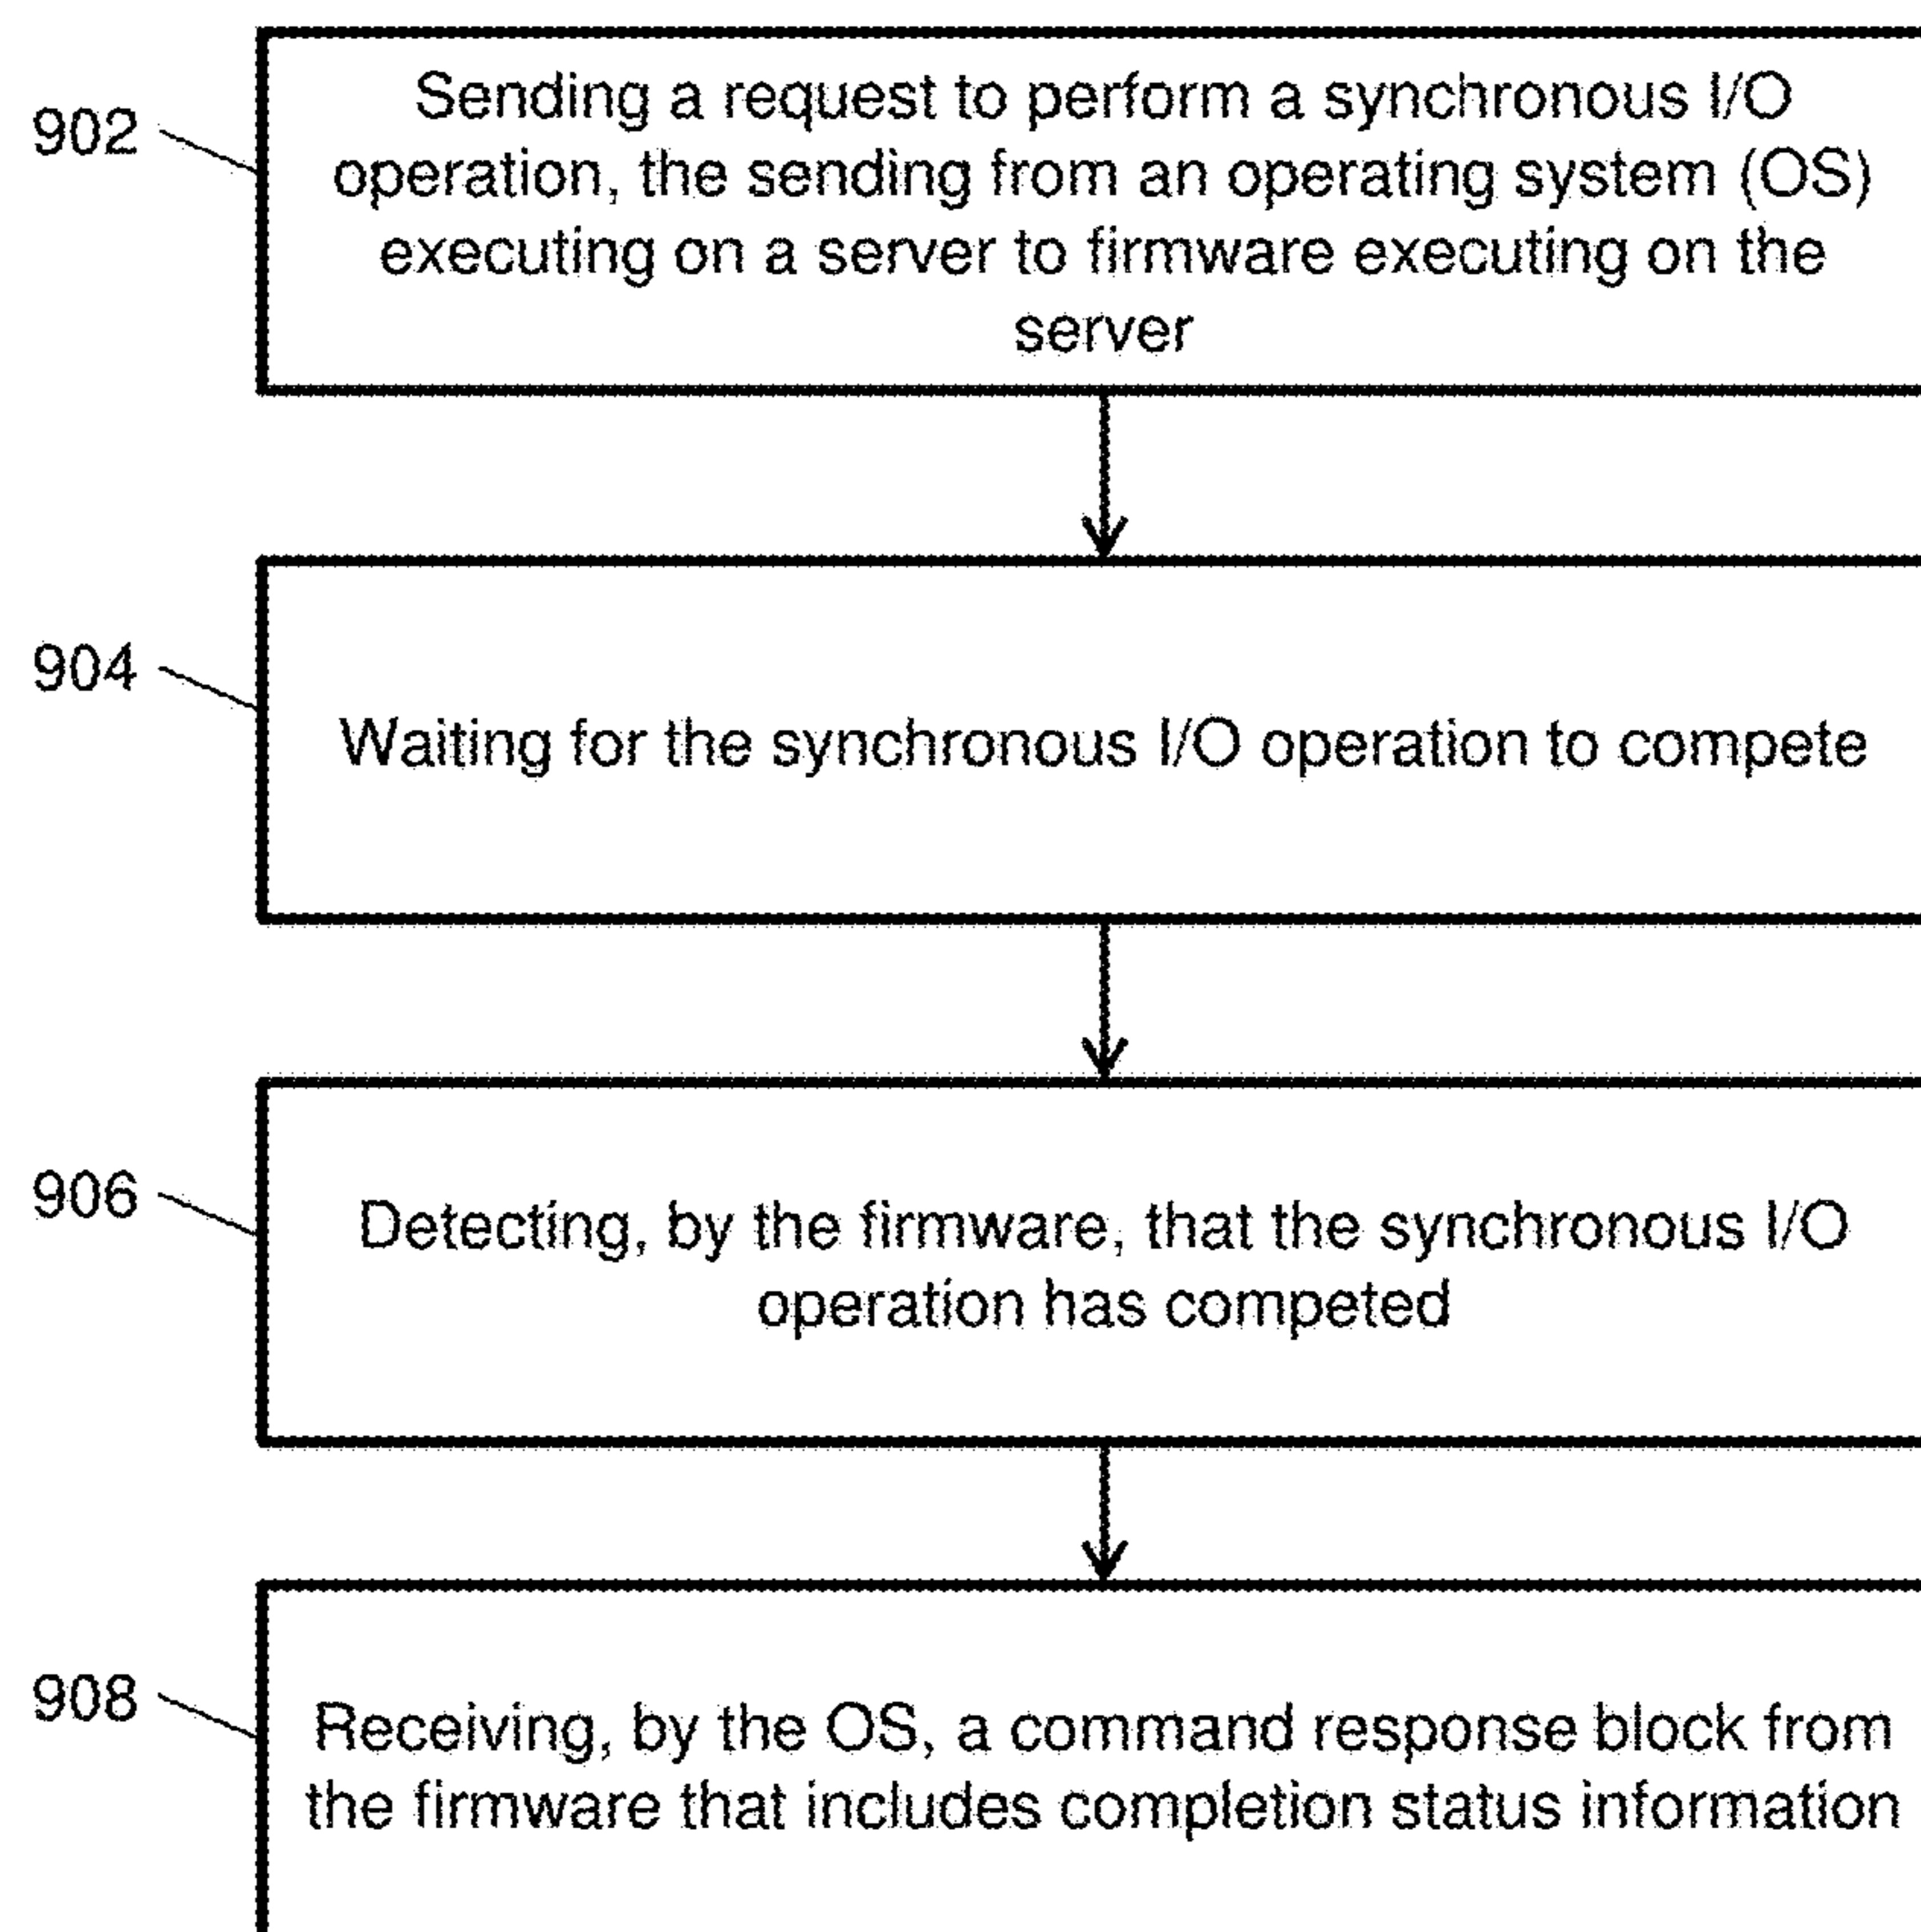 902
Sending a request to perform a synchronous I/O
operation, the sending from an operating system (OS)
executing on a server to firmware executing on the
server
904
Waiting for the synchronous I/O operation to compete
906
Detecting, by the firmware, that the synchronous I/O
operation has competed
908
Receiving, by the OS, a command response block from
the firmware that includes completion status information